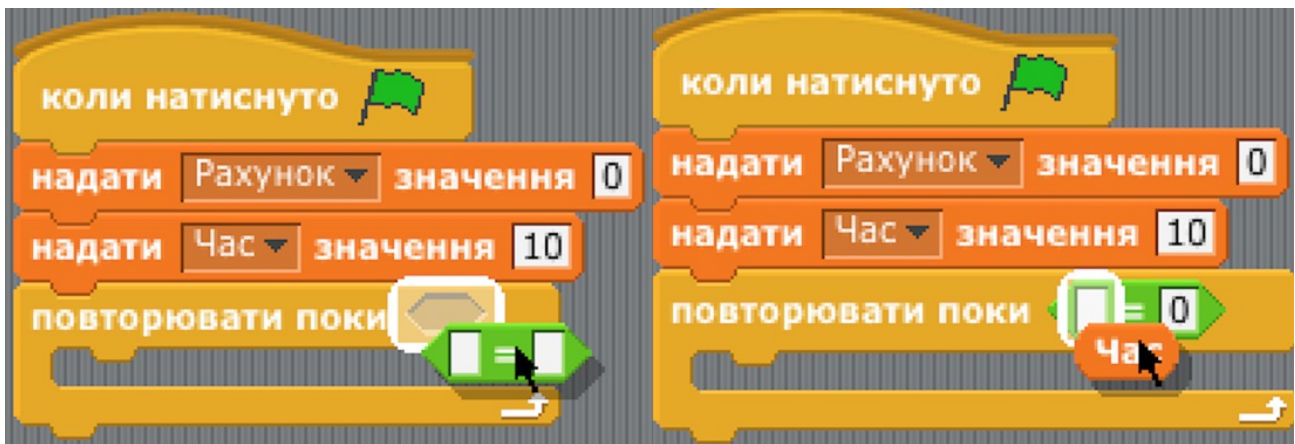 коли натиснуто
надати Рахунок значення 0
надати Час значення 10
повторювати поки
=
коли натиснуто
надати Рахунок значення 0
надати Час значення 10
повторювати поки = 0
Час